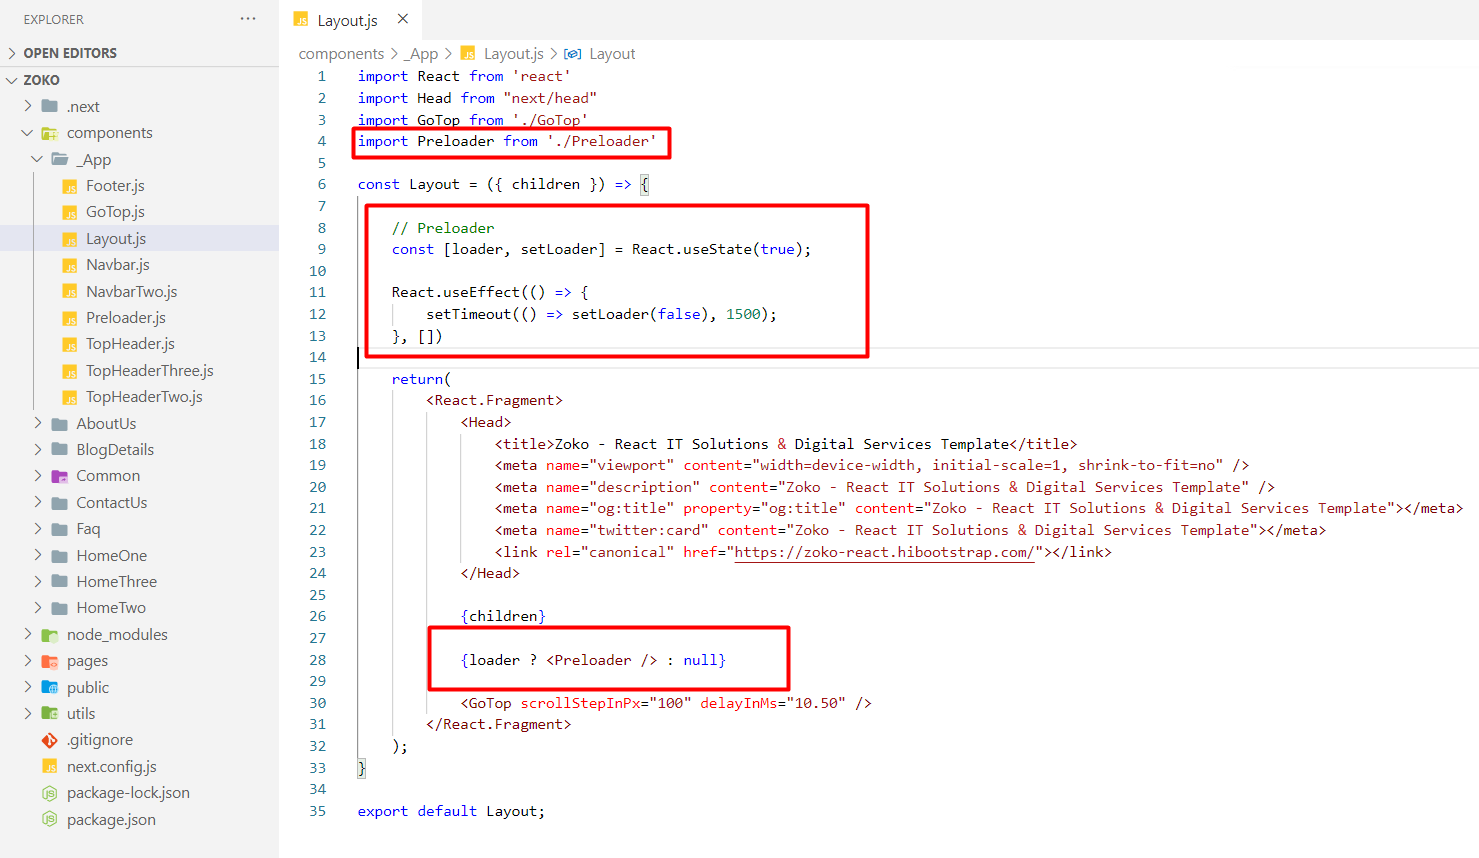 EXPLORER
···
OPEN EDITORS
ZOKO
.next
components
_App
Footer.js
GoTop.js
Layout.js
Navbar.js
NavbarTwo.js
Preloader.js
TopHeader.js
TopHeaderThree.js
TopHeaderTwo.js
AboutUs
BlogDetails
Common
ContactUs
Faq
HomeOne
HomeThree
HomeTwo
node_modules
pages
public
utils
.gitignore
next.config.js
package-lock.json
package.json
JS Layout.js ×
components > _App > JS Layout.js > Layout
1 import React from 'react'
2 import Head from "next/head"
3 import GoTop from './GoTop'
4 import Preloader from './Preloader'
5
6 const Layout = ({ children }) => {
7
8     // Preloader
9     const [loader, setLoader] = React.useState(true);
10
11     React.useEffect(() => {
12         setTimeout(() => setLoader(false), 1500);
13     }, [])
14
15     return(
16         <React.Fragment>
17             <Head>
18                 <title>Zoko - React IT Solutions & Digital Services Template</title>
19                 <meta name="viewport" content="width=device-width, initial-scale=1, shrink-to-fit=no" />
20                 <meta name="description" content="Zoko - React IT Solutions & Digital Services Template" />
21                 <meta name="og:title" property="og:title" content="Zoko - React IT Solutions & Digital Services Template"></meta>
22                 <meta name="twitter:card" content="Zoko - React IT Solutions & Digital Services Template"></meta>
23                 <link rel="canonical" href="https://zoko-react.hibootstrap.com/"></link>
24             </Head>
25
26             {children}
27
28             {loader ? <Preloader /> : null}
29
30             <GoTop scrollStepInPx="100" delayInMs="10.50" />
31         </React.Fragment>
32     );
33 }
34
35 export default Layout;